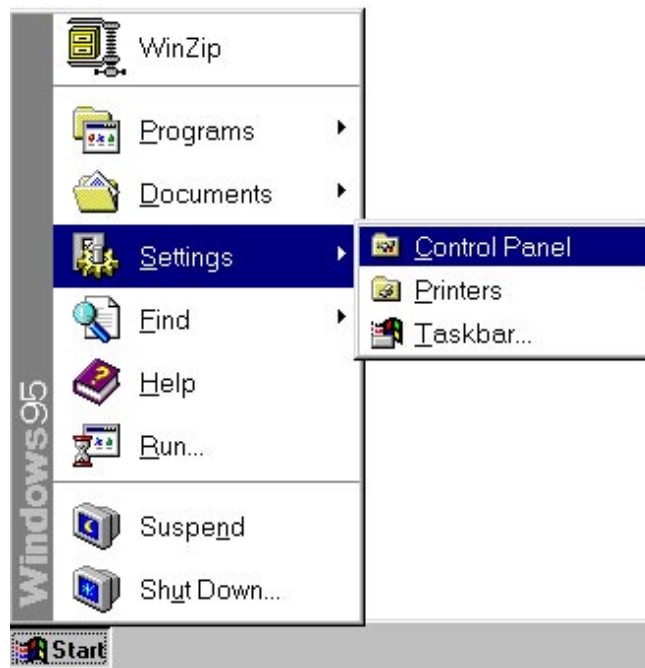 WinZip
Programs
Documents
Settings
Find
Help
Run...
Suspend
Shut Down...
Control Panel
Printers
Taskbar...
Windows95
Start